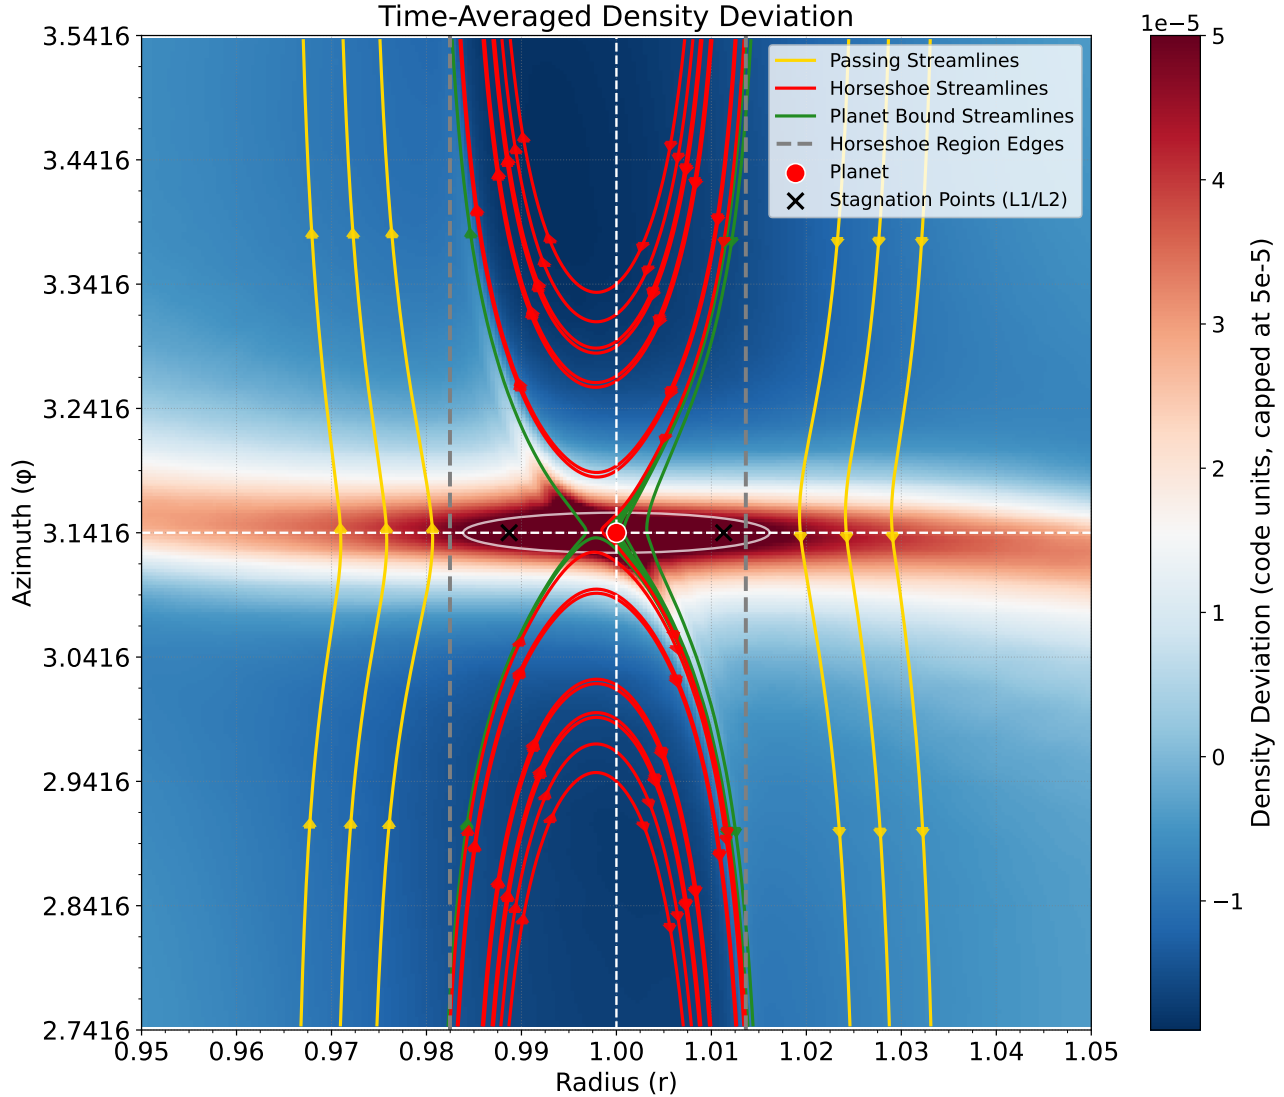 Time-Averaged Density Deviation
1e−5
Passing Streamlines
Horseshoe Streamlines
Planet Bound Streamlines
Horseshoe Region Edges
Planet
Stagnation Points (L1/L2)
Azimuth (φ)
3.5416
3.4416
3.3416
3.2416
3.1416
3.0416
2.9416
2.8416
2.7416
0.95
0.96
0.97
0.98
0.99
1.00
1.01
1.02
1.03
1.04
1.05
Radius (r)
5
4
3
2
1
0
−1
Density Deviation (code units, capped at 5e-5)